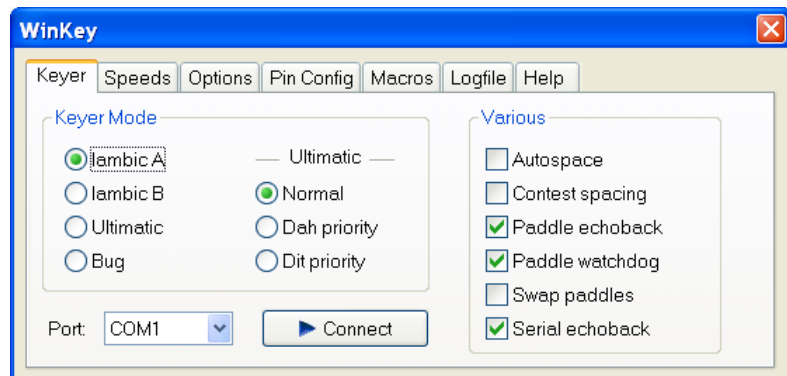 WinKey
Keyer Speeds Options Pin Config Macros Logfile Help
Keyer Mode
Iambic A
Iambic B
Ultimatic
Bug
Ultimatic
Normal
Dah priority
Dit priority
Port: COM1 Connect
Various
Autospace
Contest spacing
Paddle echoback
Paddle watchdog
Swap paddles
Serial echoback